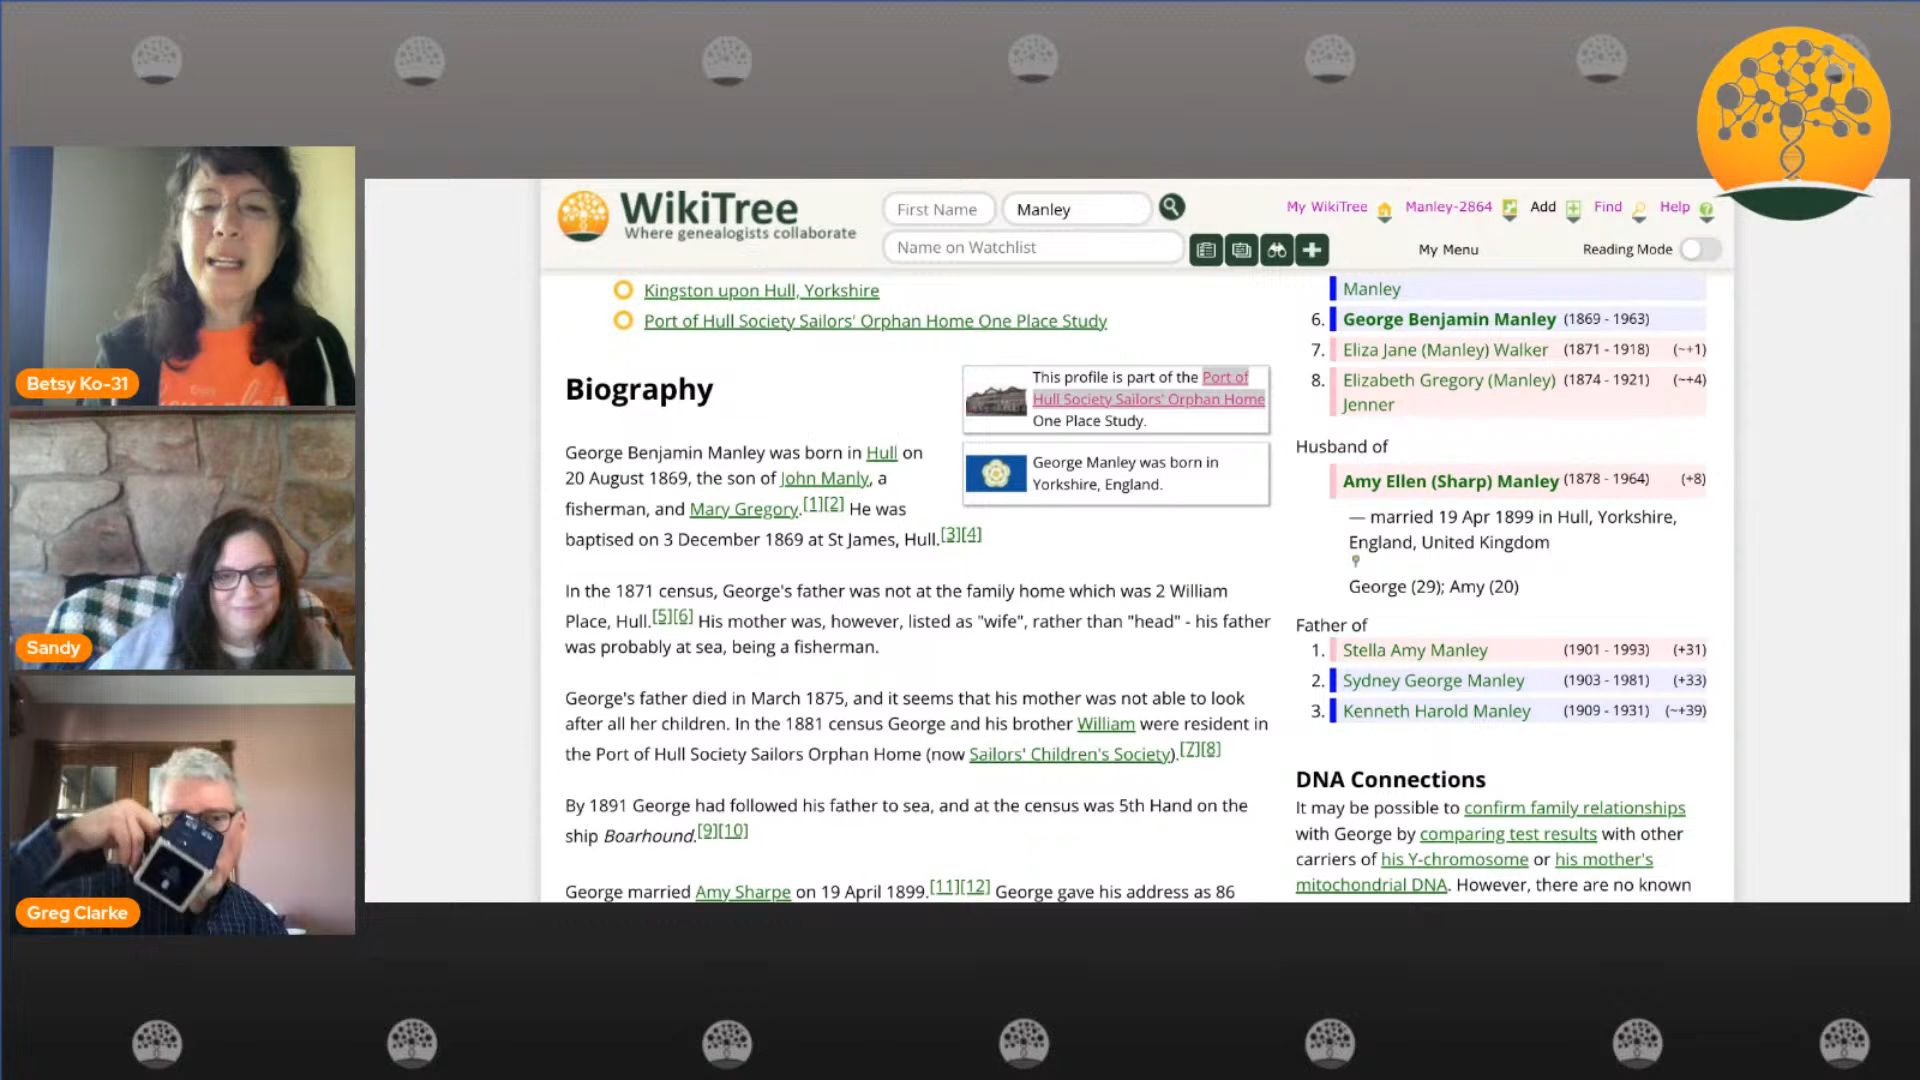 WikiTree
Where genealogists collaborate
First Name
Manley
Name on Watchlist
My WikiTree
Manley-2864
Add
Find
Help
My Menu
Reading Mode
Betsy Ko-31
Sandy
Greg Clarke
Kingston upon Hull, Yorkshire
Port of Hull Society Sailors' Orphan Home One Place Study
Biography
This profile is part of the Port of
Hull Society Sailors' Orphan Home
One Place Study.
George Manley was born in
Yorkshire, England.
George Benjamin Manley was born in Hull on
20 August 1869, the son of John Manly, a
fisherman, and Mary Gregory.[1][2] He was
baptised on 3 December 1869 at St James, Hull.[3][4]
In the 1871 census, George's father was not at the family home which was 2 William
Place, Hull.[5][6] His mother was, however, listed as "wife", rather than "head" - his father
was probably at sea, being a fisherman.
George's father died in March 1875, and it seems that his mother was not able to look
after all her children. In the 1881 census George and his brother William were resident in
the Port of Hull Society Sailors Orphan Home (now Sailors' Children's Society).[7][8]
By 1891 George had followed his father to sea, and at the census was 5th Hand on the
ship Boarhound.[9][10]
George married Amy Sharpe on 19 April 1899.[11][12] George gave his address as 86
Manley
6. George Benjamin Manley (1869 - 1963)
7. Eliza Jane (Manley) Walker (1871 - 1918) (~+1)
8. Elizabeth Gregory (Manley) (1874 - 1921) (~+4)
Jenner
Husband of
Amy Ellen (Sharp) Manley (1878 - 1964) (+8)
— married 19 Apr 1899 in Hull, Yorkshire,
England, United Kingdom
George (29); Amy (20)
Father of
1. Stella Amy Manley (1901 - 1993) (+31)
2. Sydney George Manley (1903 - 1981) (+33)
3. Kenneth Harold Manley (1909 - 1931) (~+39)
DNA Connections
It may be possible to confirm family relationships
with George by comparing test results with other
carriers of his Y-chromosome or his mother's
mitochondrial DNA. However, there are no known